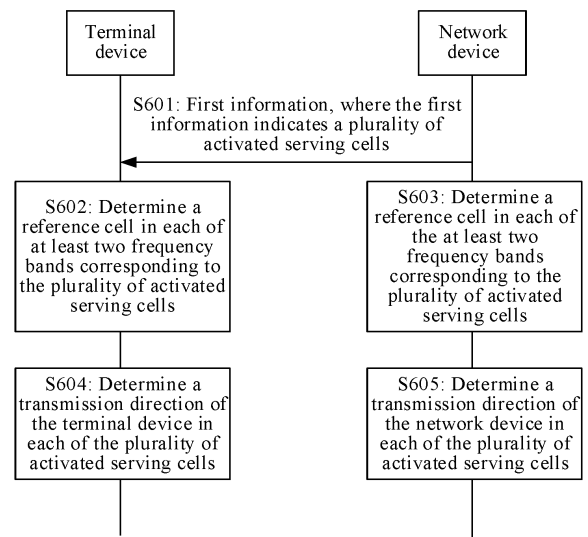 Terminal
device
Network
device
S601: First information, where the first
information indicates a plurality of
activated serving cells
S602: Determine a
reference cell in each of
at least two frequency
bands corresponding to
the plurality of activated
serving cells
S603: Determine a
reference cell in each of
the at least two
frequency bands
corresponding to the
plurality of activated
serving cells
S604: Determine a
transmission direction of
the terminal device in
each of the plurality of
activated serving cells
S605: Determine a
transmission direction of
the network device in
each of the plurality of
activated serving cells